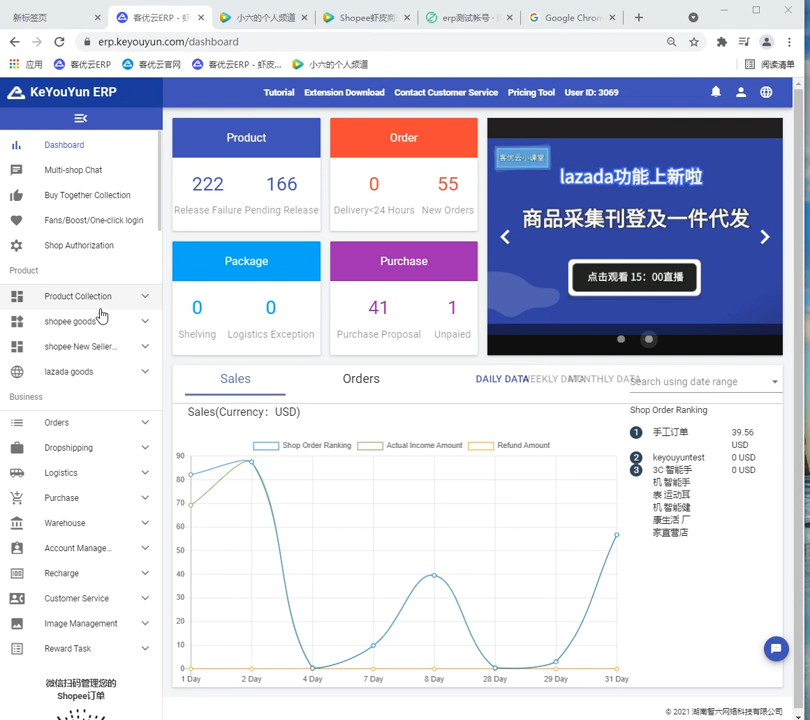 新标签页
客优云ERP - 虾
小六的个人频道
Shopee虾皮商
erp测试帐号 -
Google Chron
erp.keyouyun.com/dashboard
应用
客优云ERP
客优云官网
客优云ERP - 虾皮...
小六的个人频道
阅读清单
KeYouYun ERP
Tutorial Extension Download Contact Customer Service Pricing Tool User ID: 3069
Dashboard
Multi-shop Chat
Buy Together Collection
Fans/Boost/One-click login
Shop Authorization
Product
Product Collection
shopee goods
shopee New Seller...
lazada goods
Business
Orders
Dropshipping
Logistics
Purchase
Warehouse
Account Manage...
Recharge
Customer Service
Image Management
Reward Task
微信扫码管理您的
Shopee订单
Product
222 166
Release Failure Pending Release
Order
0 55
Delivery<24 Hours New Orders
Package
0 0
Shelving Logistics Exception
Purchase
41 1
Purchase Proposal Unpaied
客优云小课堂
lazada功能上新啦
商品采集刊登及一件代发
点击观看 15：00直播
Sales Orders
DAILY DATA WEEKLY DATA MONTHLY DATA
Search using date range
Sales(Currency：USD)
Shop Order Ranking Actual Income Amount Refund Amount
90
80
70
60
50
40
30
20
10
0
1 Day 2 Day 4 Day 7 Day 8 Day 28 Day 29 Day 31 Day
Shop Order Ranking
1 手工订单 39.56 USD
2 keyouyuntest 0 USD
3 3C 智能手 0 USD
机 智能手
表 运动耳
机 智能健
康生活 厂
家直营店
© 2021 湖南智六网络科技有限公司